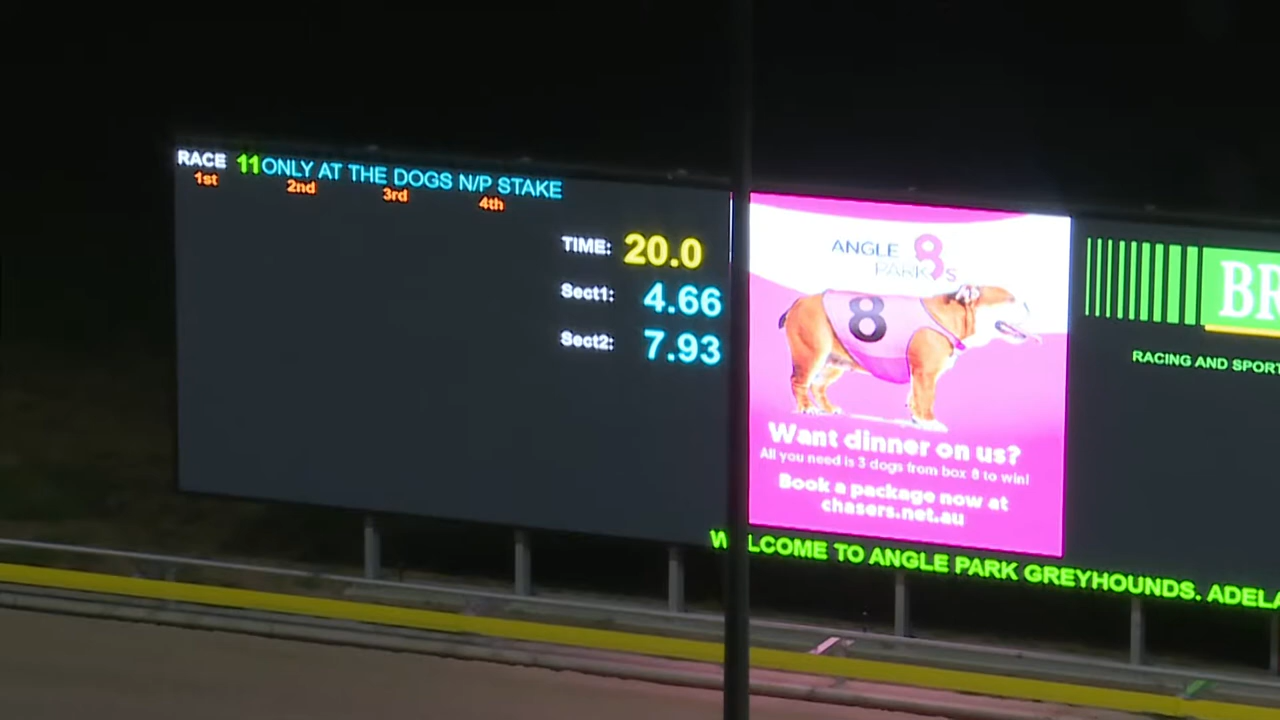 RACE 11 ONLY AT THE DOGS N/P STAKE
1st 2nd 3rd 4th
TIME: 20.0
Sect1: 4.66
Sect2: 7.93
ANGLE
PARK 8s
8
Want dinner on us?
All you need is 3 dogs from box 8 to win!
Book a package now at
chasers.net.au
BR
RACING AND SPORT
WELCOME TO ANGLE PARK GREYHOUNDS. ADELA